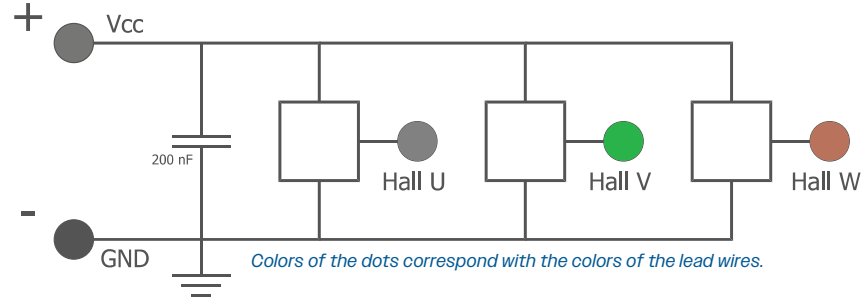 +
Vcc
200 nF
Hall U
Hall V
Hall W
-
GND
Colors of the dots correspond with the colors of the lead wires.